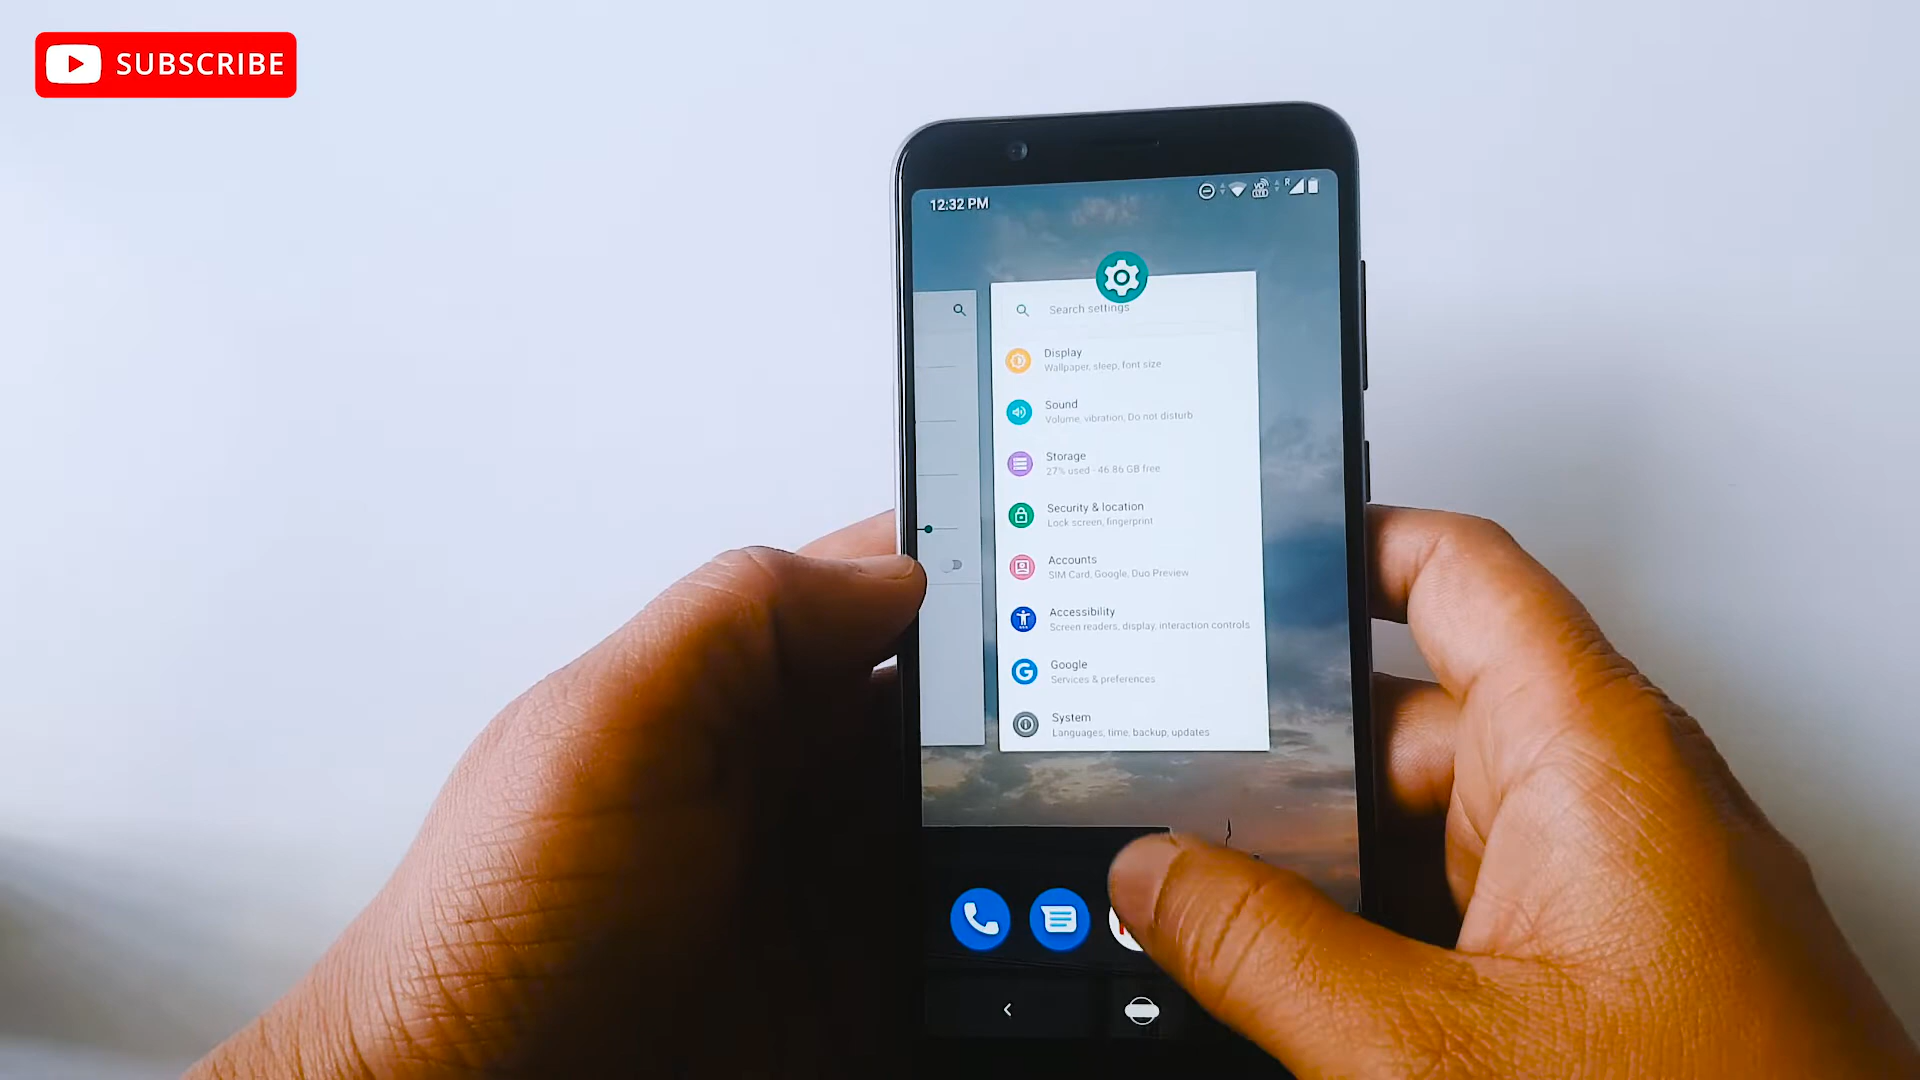 SUBSCRIBE
12:32 PM
VO
LTE
R
Search settings
Display
Wallpaper, sleep, font size
Sound
Volume, vibration, Do not disturb
Storage
27% used - 46.86 GB free
Security & location
Lock screen, fingerprint
Accounts
SIM Card, Google, Duo Preview
Accessibility
Screen readers, display, interaction controls
G
Google
Services & preferences
System
Languages, time, backup, updates